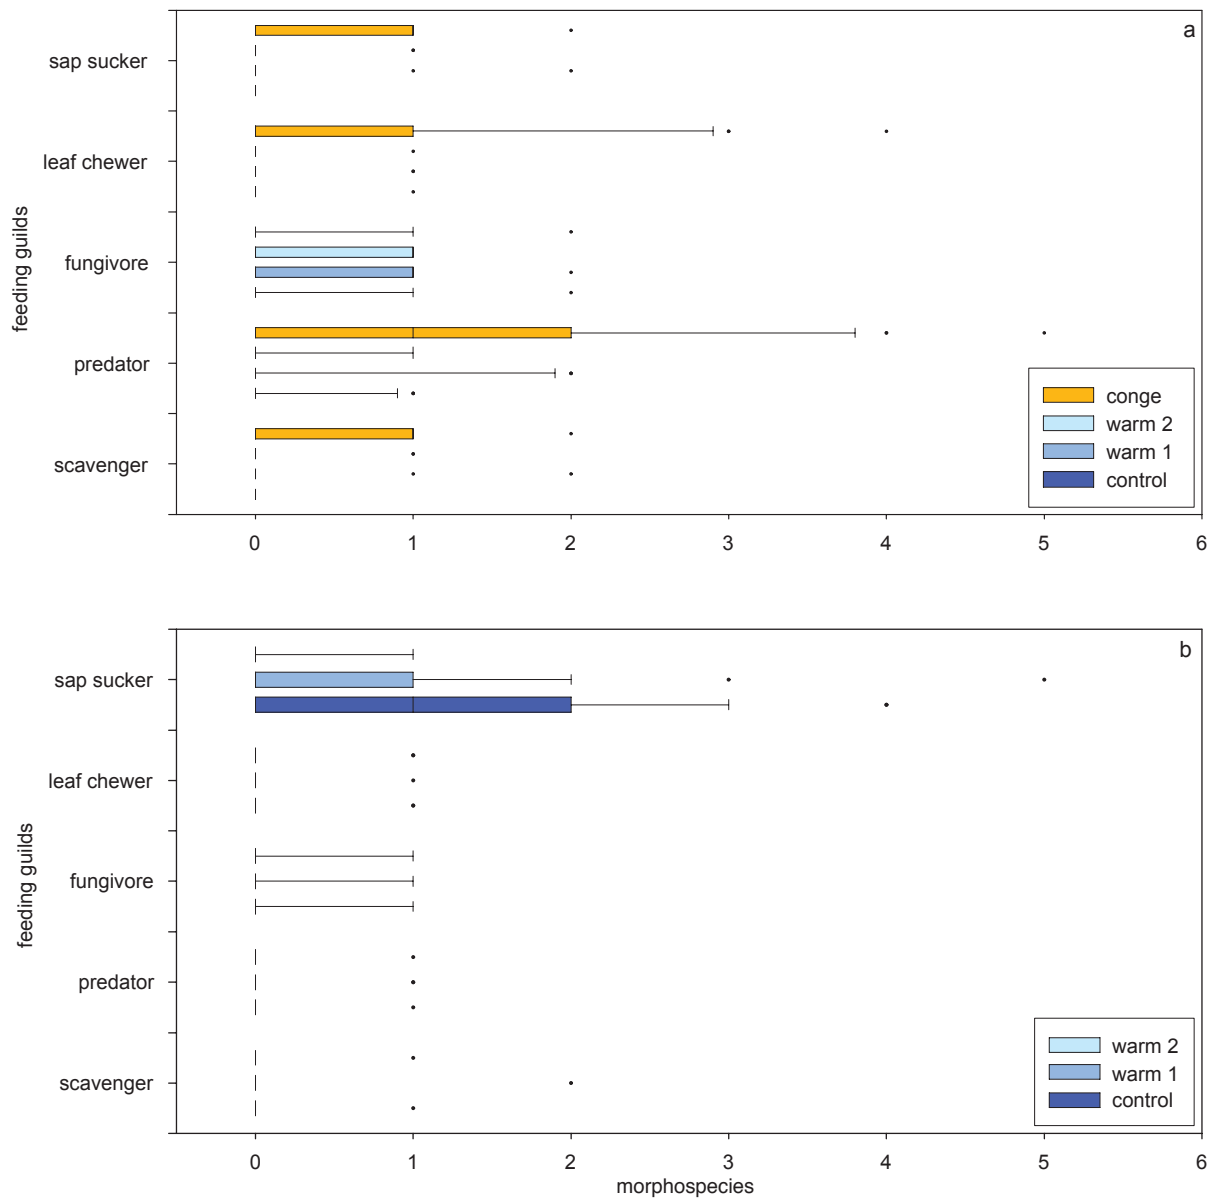 a
sap sucker
leaf chewer
fungivore
predator
scavenger
feeding guilds
conge
warm 2
warm 1
control
0 1 2 3 4 5 6
b
sap sucker
leaf chewer
fungivore
predator
scavenger
feeding guilds
warm 2
warm 1
control
0 1 2 3 4 5 6
morphospecies